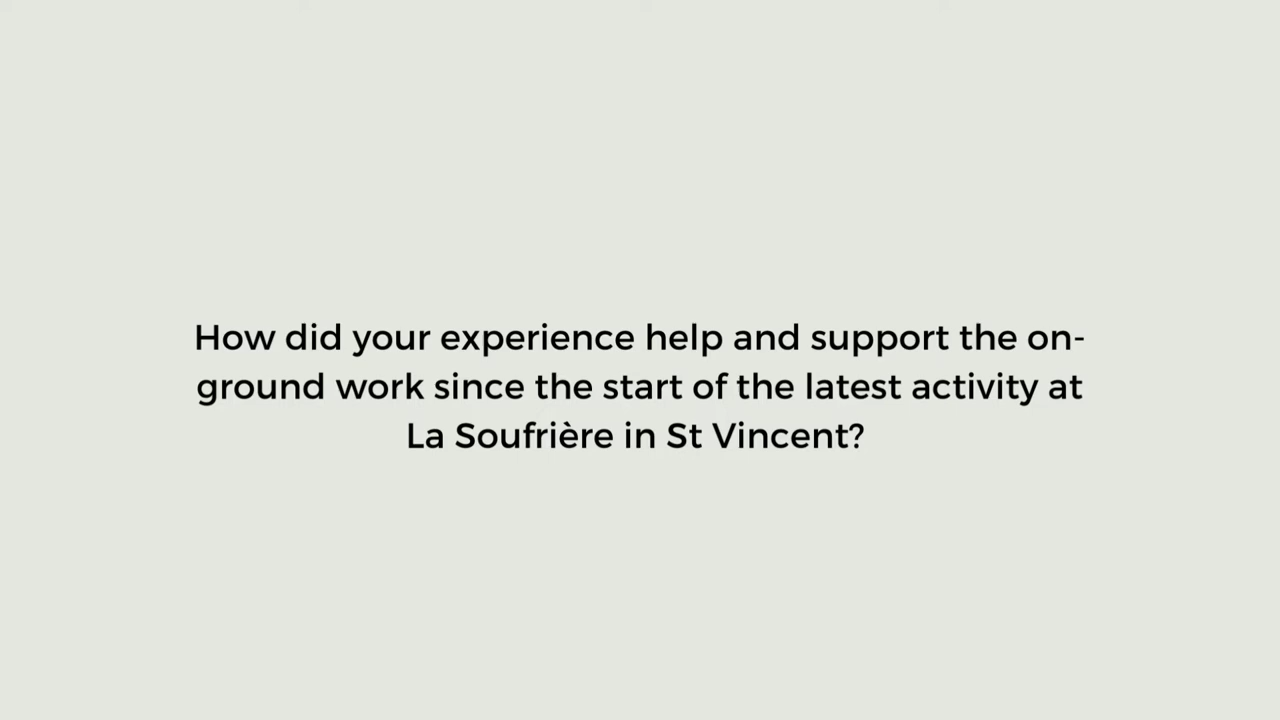 How did your experience help and support the on-
ground work since the start of the latest activity at
La Soufrière in St Vincent?